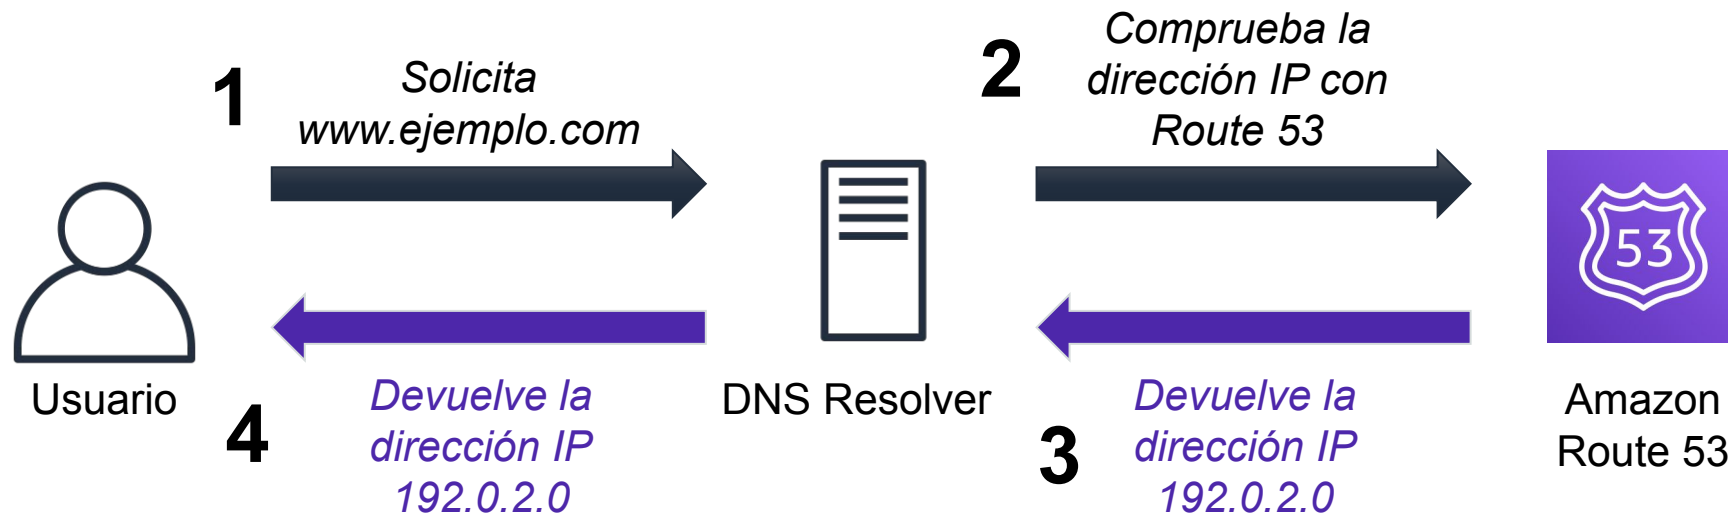 1
Solicita
www.ejemplo.com
2
Comprueba la
dirección IP con
Route 53
53
Usuario
4
Devuelve la
dirección IP
192.0.2.0
DNS Resolver
3
Devuelve la
dirección IP
192.0.2.0
Amazon
Route 53